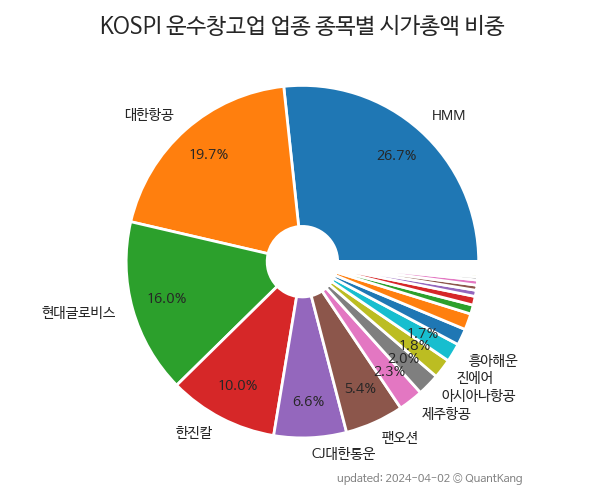 KOSPI 운수창고업 업종 종목별 시가총액 비중
HMM
26.7%
대한항공
19.7%
현대글로비스
16.0%
한진칼
10.0%
CJ대한통운
6.6%
팬오션
5.4%
제주항공
2.3%
아시아나항공
2.0%
진에어
1.8%
흥아해운
1.7%
updated: 2024-04-02 © QuantKang